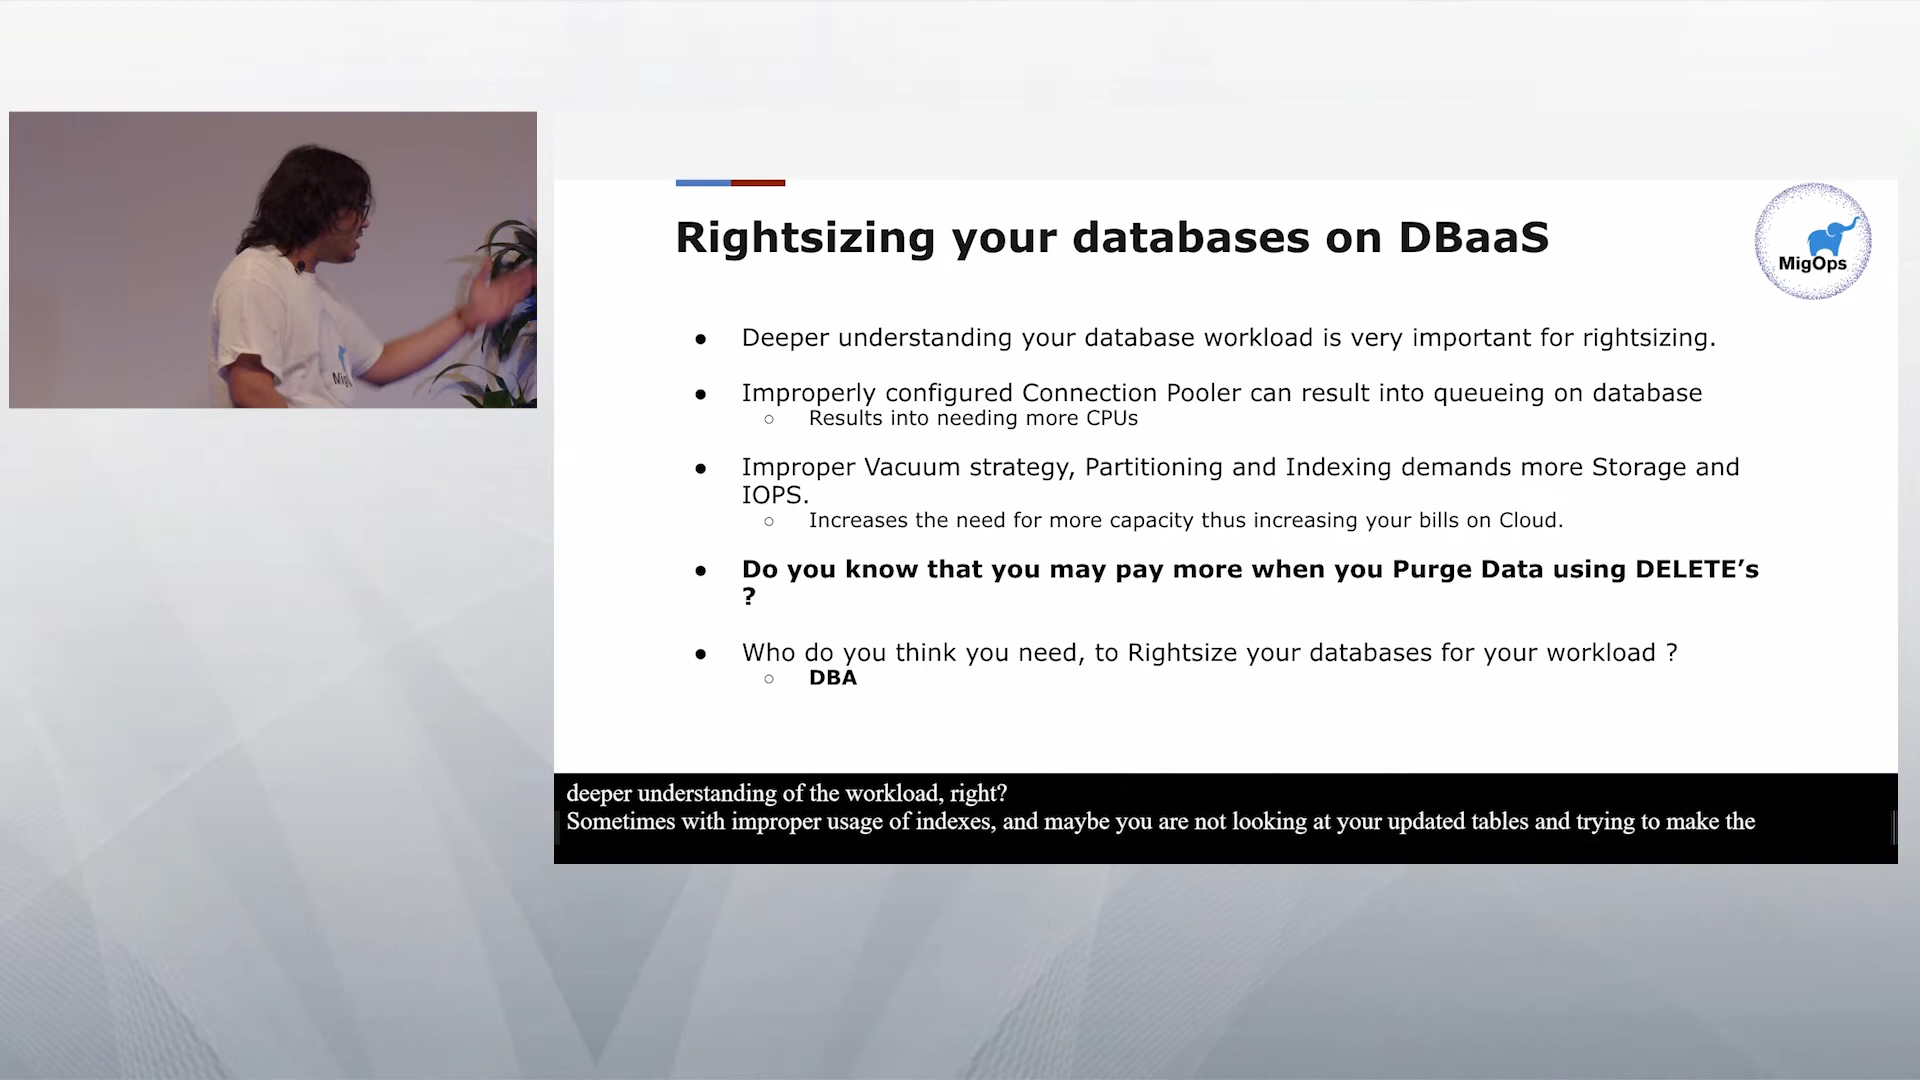 Rightsizing your databases on DBaaS
MigOps
● Deeper understanding your database workload is very important for rightsizing.
● Improperly configured Connection Pooler can result into queueing on database
○ Results into needing more CPUs
● Improper Vacuum strategy, Partitioning and Indexing demands more Storage and
IOPS.
○ Increases the need for more capacity thus increasing your bills on Cloud.
● Do you know that you may pay more when you Purge Data using DELETE’s
?
● Who do you think you need, to Rightsize your databases for your workload ?
○ DBA
deeper understanding of the workload, right?
Sometimes with improper usage of indexes, and maybe you are not looking at your updated tables and trying to make the